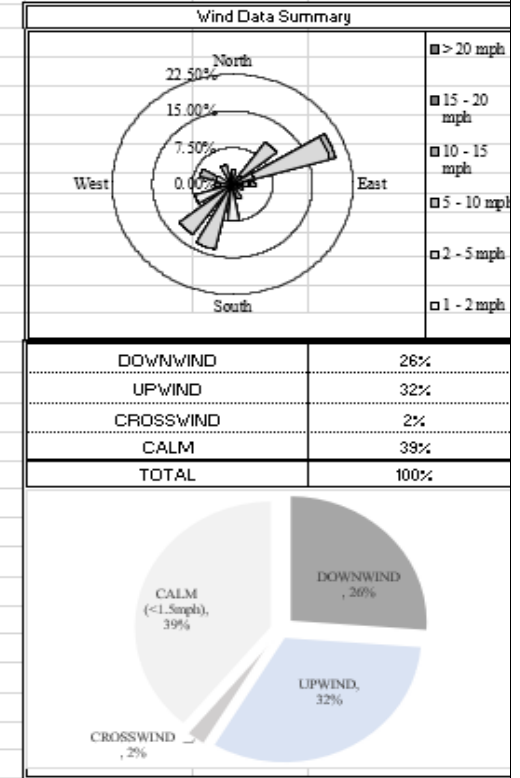 Wind Data Summary
North
22.50%
15.00%
7.50%
0.00%
West
East
South
> 20 mph
15 - 20
mph
10 - 15
mph
5 - 10 mph
2 - 5 mph
1 - 2 mph
DOWNWIND 26%
UPWIND 32%
CROSSWIND 2%
CALM 39%
TOTAL 100%
DOWNWIND
, 26%
CALM
(<1.5mph),
39%
UPWIND,
32%
CROSSWIND
, 2%